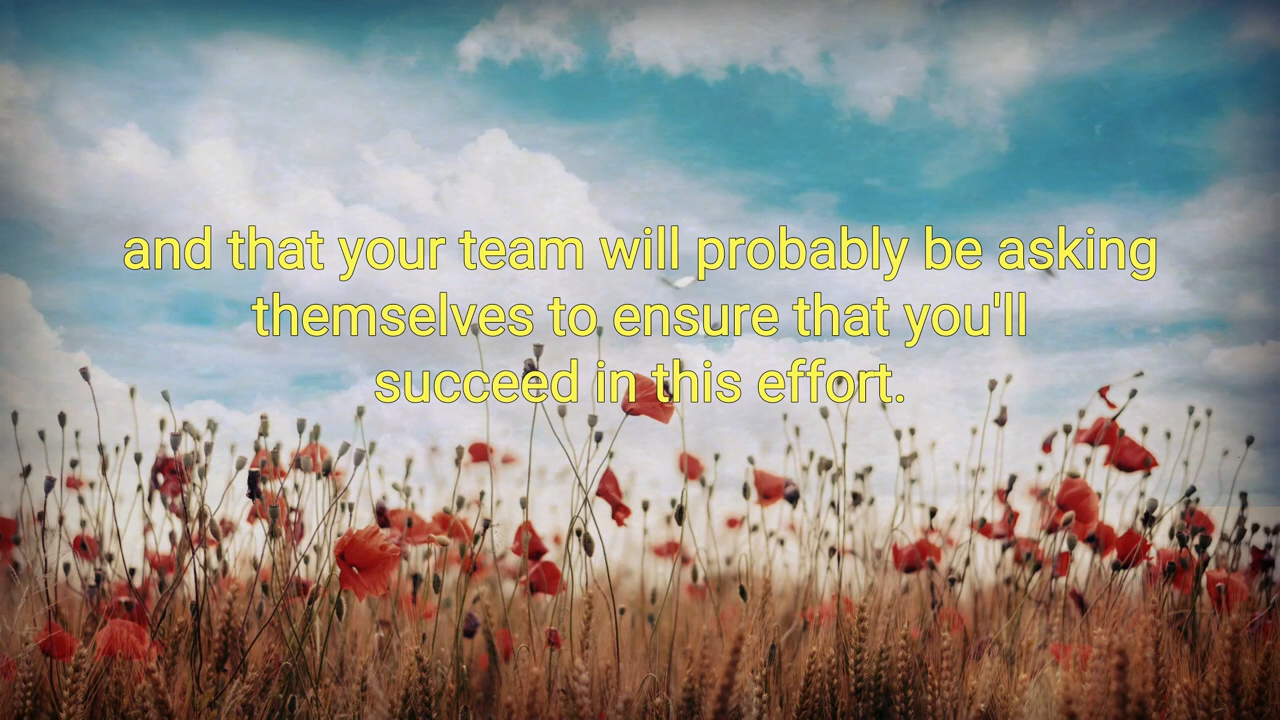 and that your team will probably be asking
themselves to ensure that you'll
succeed in this effort.